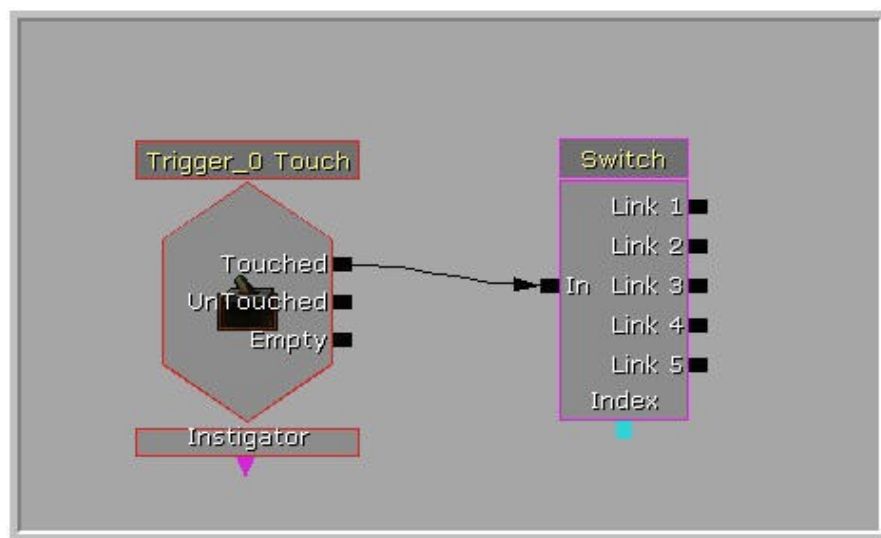 Trigger_0 Touch
Touched
UnTouched
Empty
Instigator
Switch
Link 1
Link 2
In Link 3
Link 4
Link 5
Index